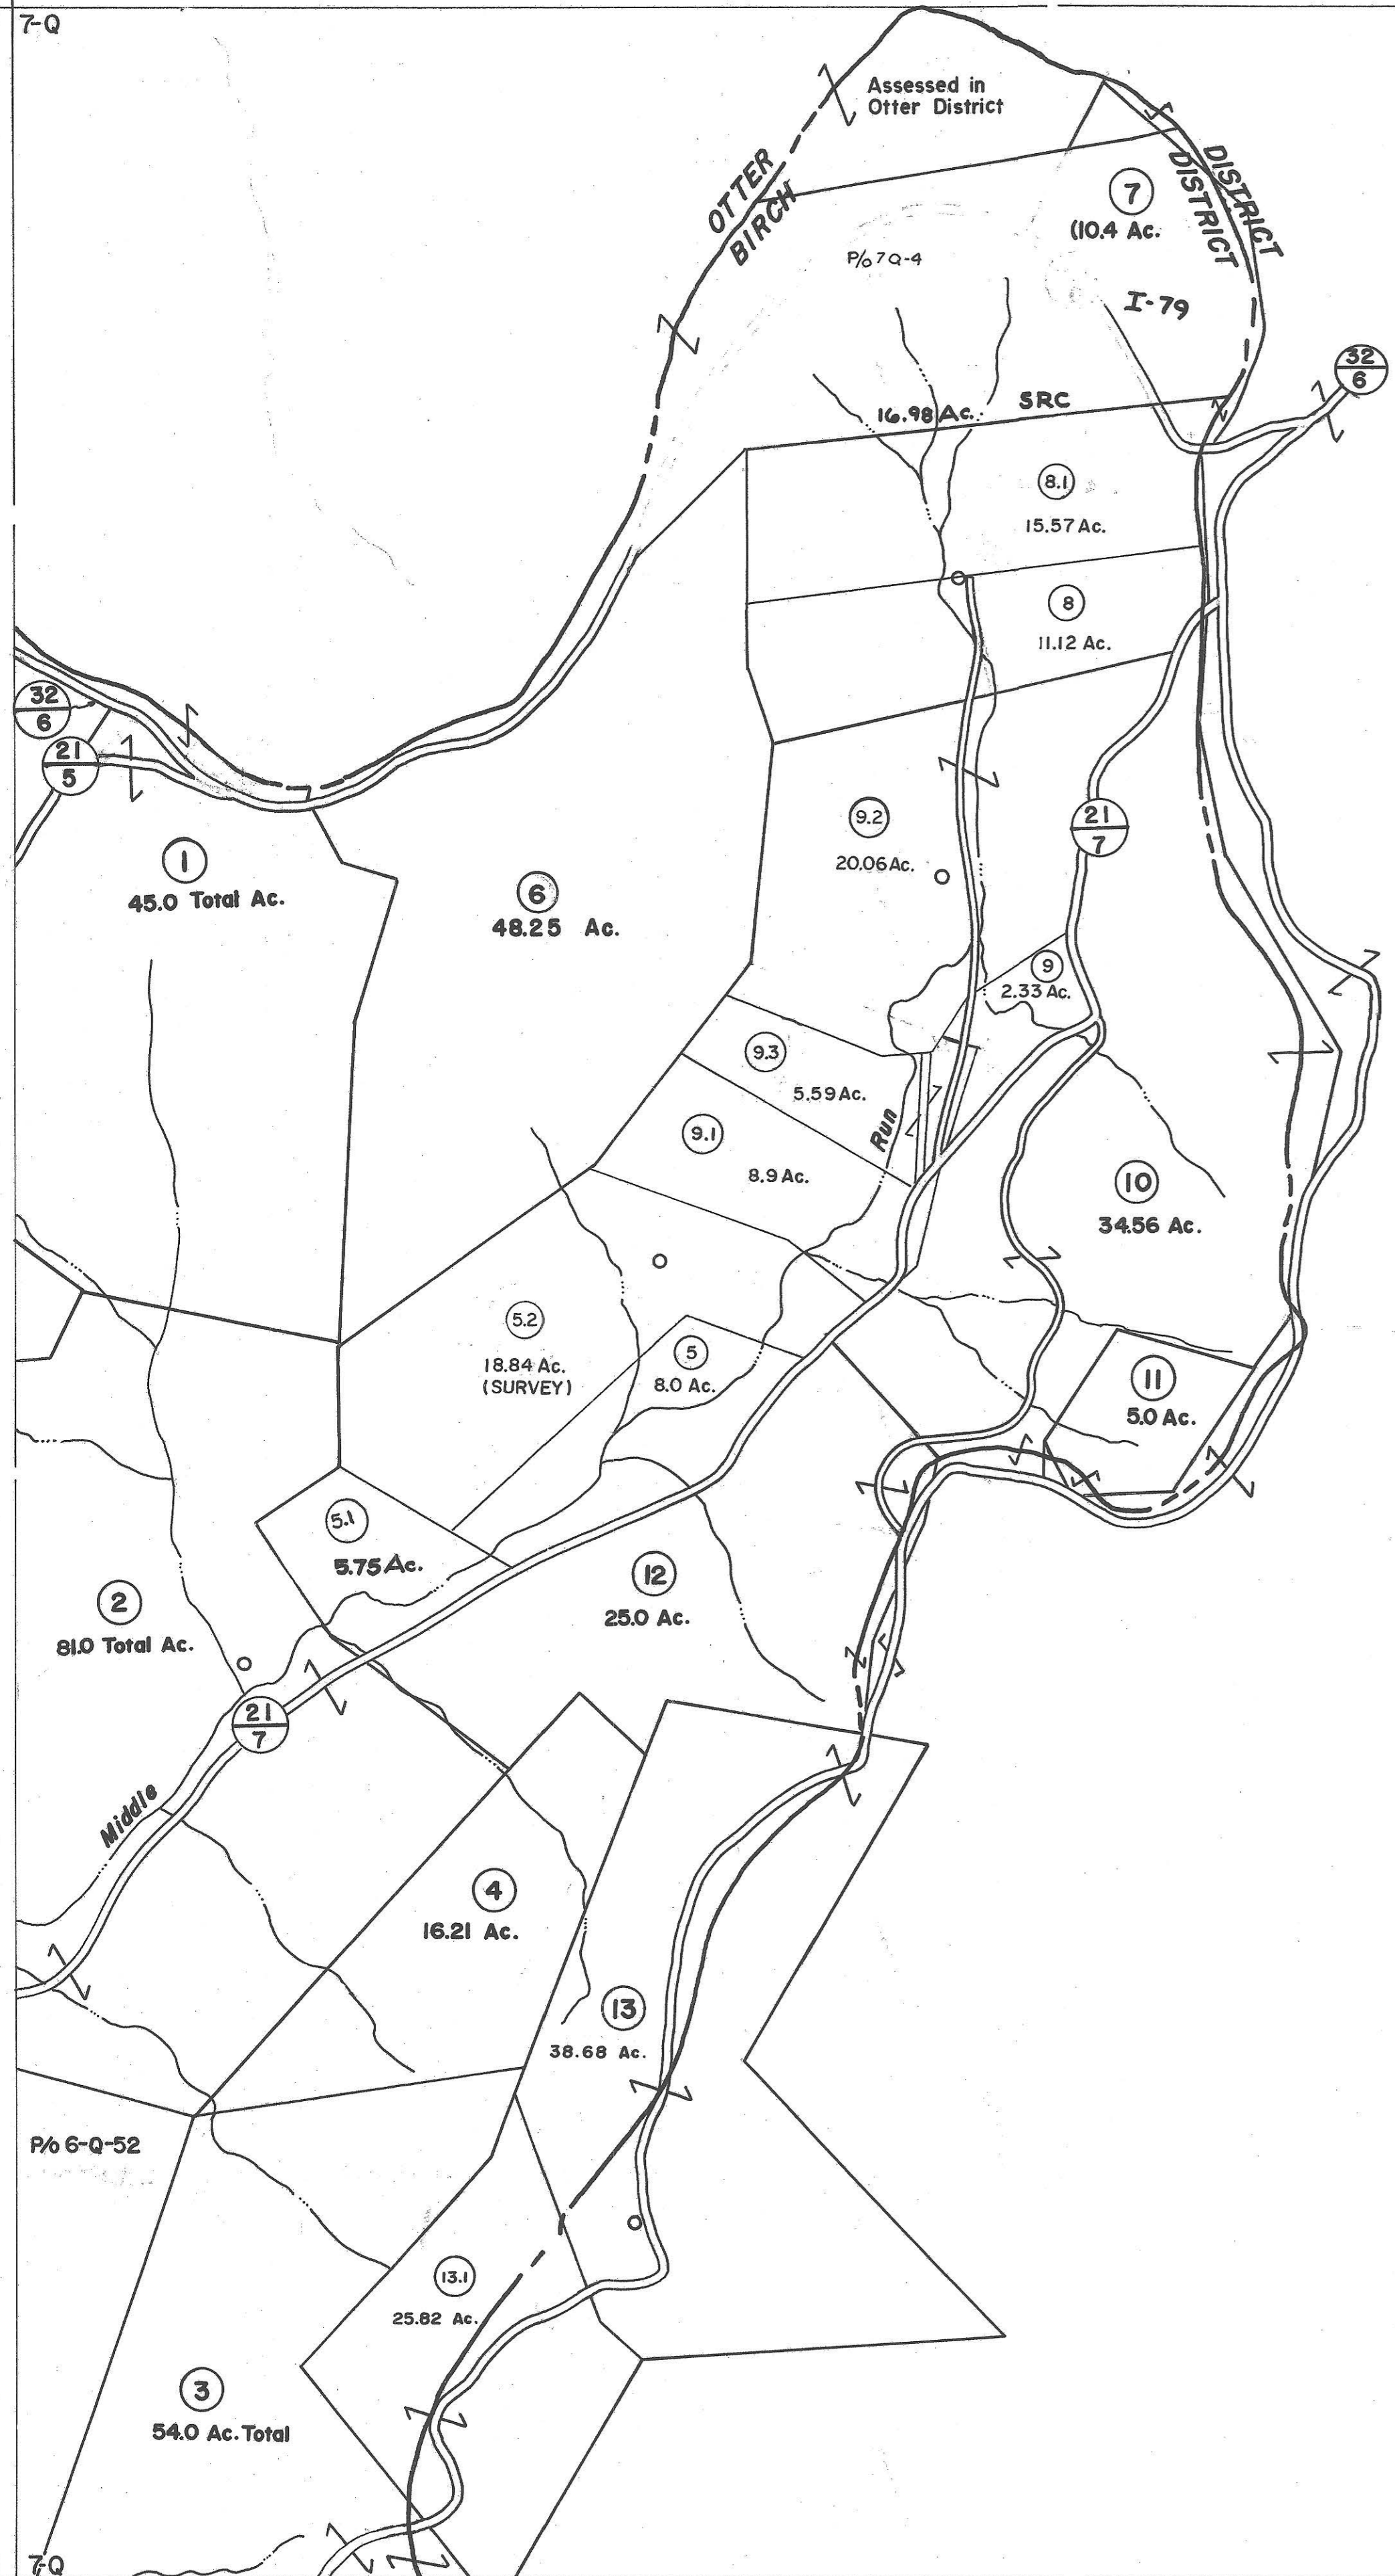 7-Q
Assessed in
Otter District
OTTER
BIRCH
DISTRICT
DISTRICT
7
(10.4 Ac.
P/o 7Q-4
I-79
32
6
SRC
16.98 Ac.
8.1
15.57 Ac.
8
11.12 Ac.
32
6
21
5
1
45.0 Total Ac.
6
48.25 Ac.
9.2
20.06 Ac.
21
7
9
2.33 Ac.
9.3
5.59 Ac.
Run
9.1
8.9 Ac.
10
34.56 Ac.
5.2
18.84 Ac.
(SURVEY)
5
8.0 Ac.
11
5.0 Ac.
5.1
5.75 Ac.
12
25.0 Ac.
2
81.0 Total Ac.
21
7
Middle
4
16.21 Ac.
13
38.68 Ac.
P/o 6-Q-52
13.1
25.82 Ac.
3
54.0 Ac. Total
7-Q